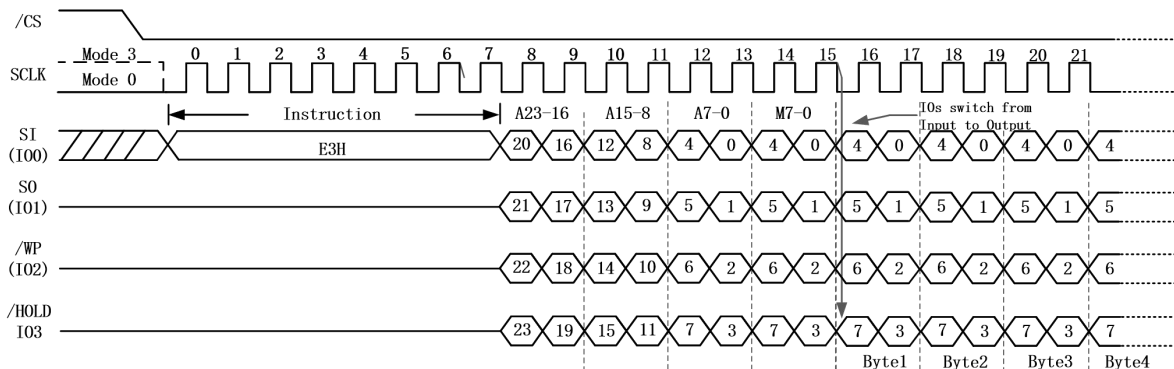 /CS
Mode 3 0 1 2 3 4 5 6 7 8 9 10 11 12 13 14 15 16 17 18 19 20 21
SCLK
Mode 0
Instruction A23-16 A15-8 A7-0 M7-0 IOs switch from
Input to Output
SI
(IO0) E3H 20 16 12 8 4 0 4 0 4 0 4 0 4 0 4
SO
(IO1) 21 17 13 9 5 1 5 1 5 1 5 1 5 1 5
/WP
(IO2) 22 18 14 10 6 2 6 2 6 2 6 2 6 2 6
/HOLD
IO3 23 19 15 11 7 3 7 3 7 3 7 3 7 3 7
Byte1 Byte2 Byte3 Byte4